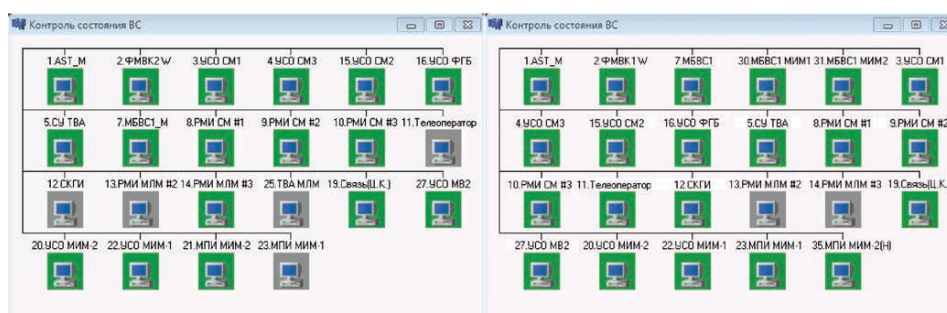 Контроль состояния ВС
1.AST_M 2.ФМВК2 W 3.УСО СМ1 4.УСО СМ3 15.УСО СМ2 16.УСО ФГБ
5.СУ ТВА 7.МБВС1_М 8.РМИ СМ #1 9.РМИ СМ #2 10.РМИ СМ #3 11.Телеоператор
12.СКГИ 13.РМИ МЛМ #2 14.РМИ МЛМ #3 25.ТВА МЛМ 19.Связь(Ц.К.) 27.УСО МВ2
20.УСО МИМ-2 22.УСО МИМ-1 21.МПИ МИМ-2 23.МПИ МИМ-1
Контроль состояния ВС
1.AST_M 2.ФМВК1 W 7.МБВС1_ 30.МБВС1 МИМ1 31.МБВС1 МИМ2 3.УСО СМ1
4.УСО СМ3 15.УСО СМ2 16.УСО ФГБ 5.СУ ТВА 8.РМИ СМ #1 9.РМИ СМ #2
10.РМИ СМ #3 11.Телеоператор 12.СКГИ 13.РМИ МЛМ #2 14.РМИ МЛМ #3 19.Связь(Ц.К.)
27.УСО МВ2 20.УСО МИМ-2 22.УСО МИМ-1 23.МПИ МИМ-1 35.МПИ МИМ-2(Н)